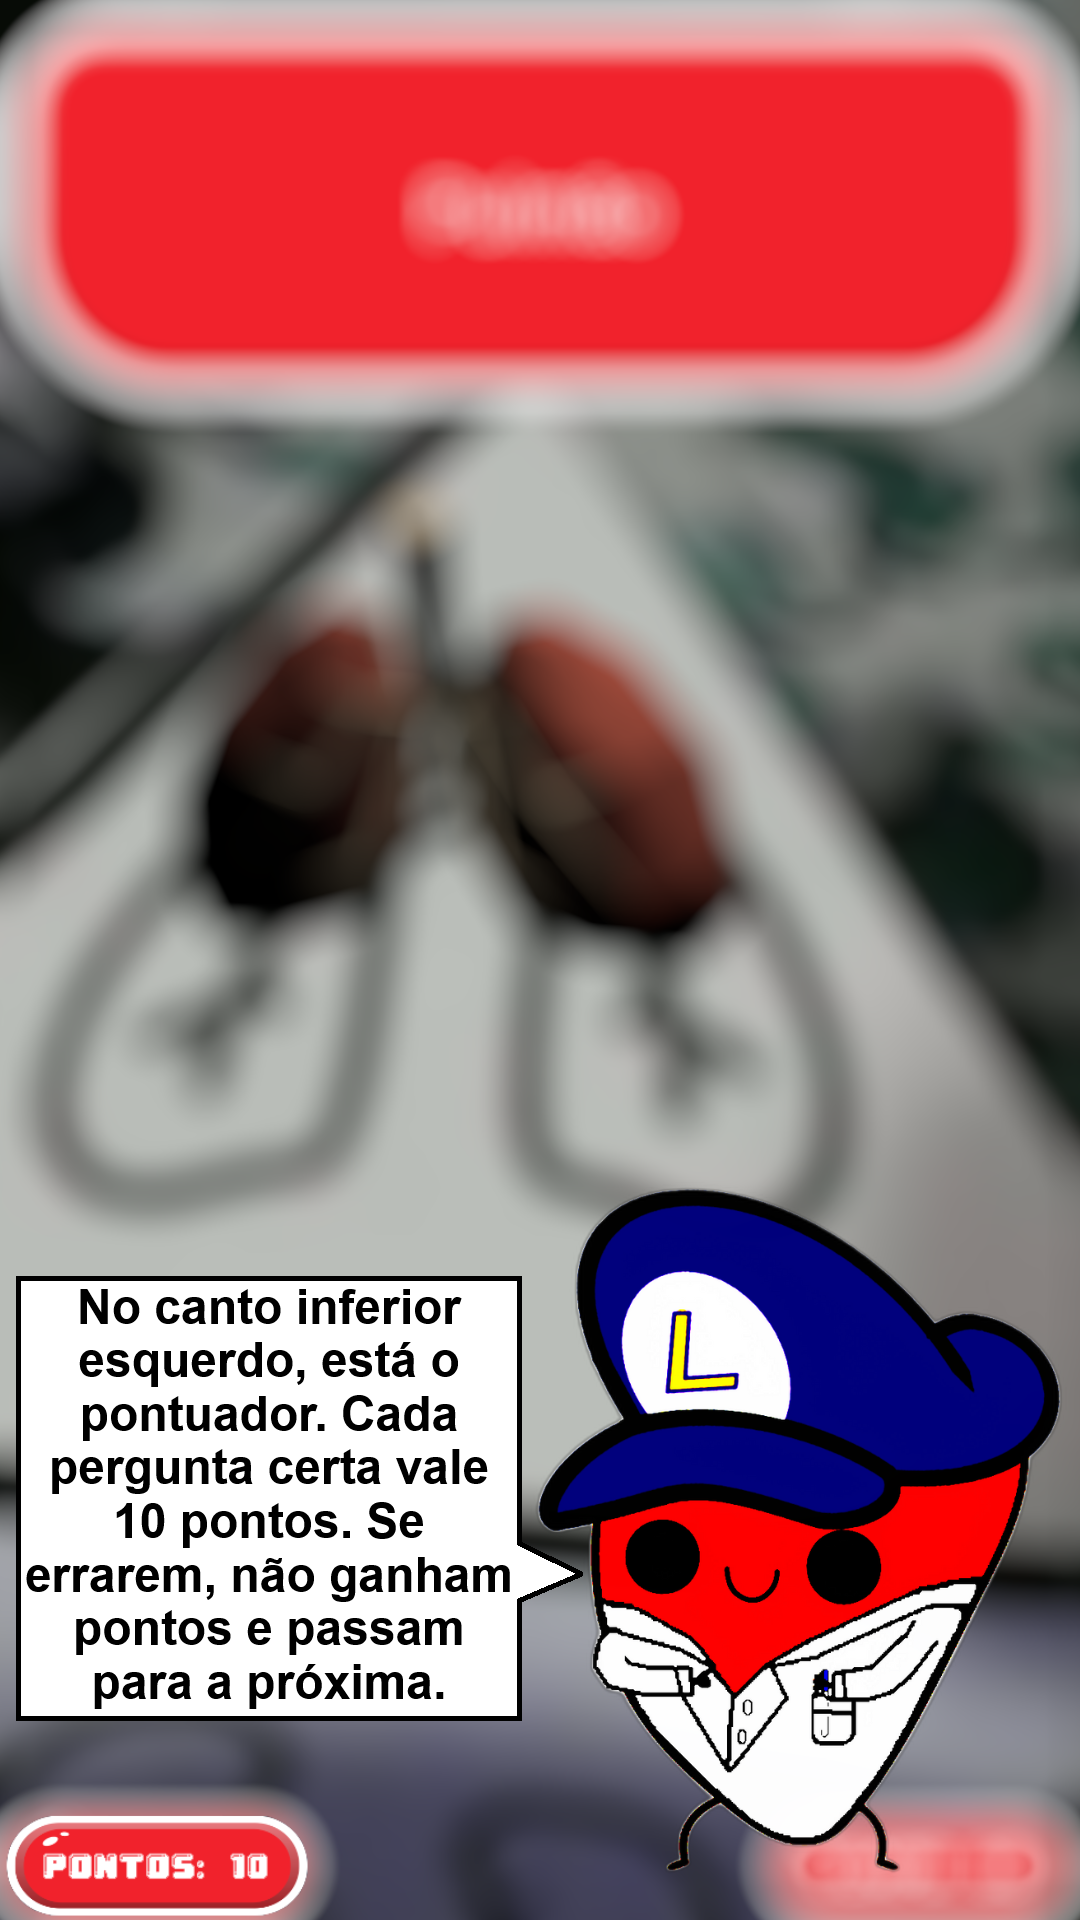 No canto inferior
esquerdo, está o
pontuador. Cada
pergunta certa vale
10 pontos. Se
errarem, não ganham
pontos e passam
para a próxima.
L
J
PONTOS: 10